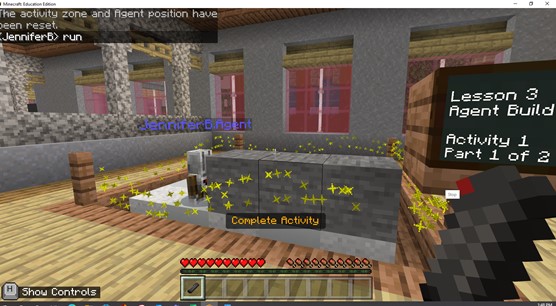 Minecraft Education Edition
The activity zone and Agent position have
been reset.
[JenniferB> run
Jennifer B.Agent
Lesson 3
Agent Build
Activity 1
Part 1 of 2
Complete Activity
H Show Controls